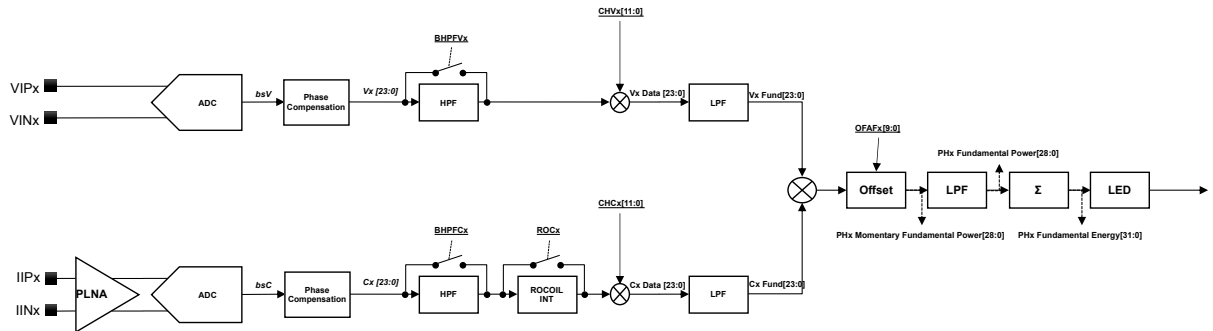 CHVx[11:0]
BHPFVx
VIPx
VINx
ADC
bsV
Phase
Compensation
Vx [23:0]
HPF
Vx Data [23:0]
LPF
Vx Fund[23:0]
OFAFx[9:0]
PHx Fundamental Power[28:0]
Offset
LPF
Σ
LED
PHx Momentary Fundamental Power[28:0]
PHx Fundamental Energy[31:0]
CHCx[11:0]
BHPFCx
ROCx
IIPx
IINx
PLNA
ADC
bsC
Phase
Compensation
Cx [23:0]
HPF
ROCOIL
INT
Cx Data [23:0]
LPF
Cx Fund[23:0]